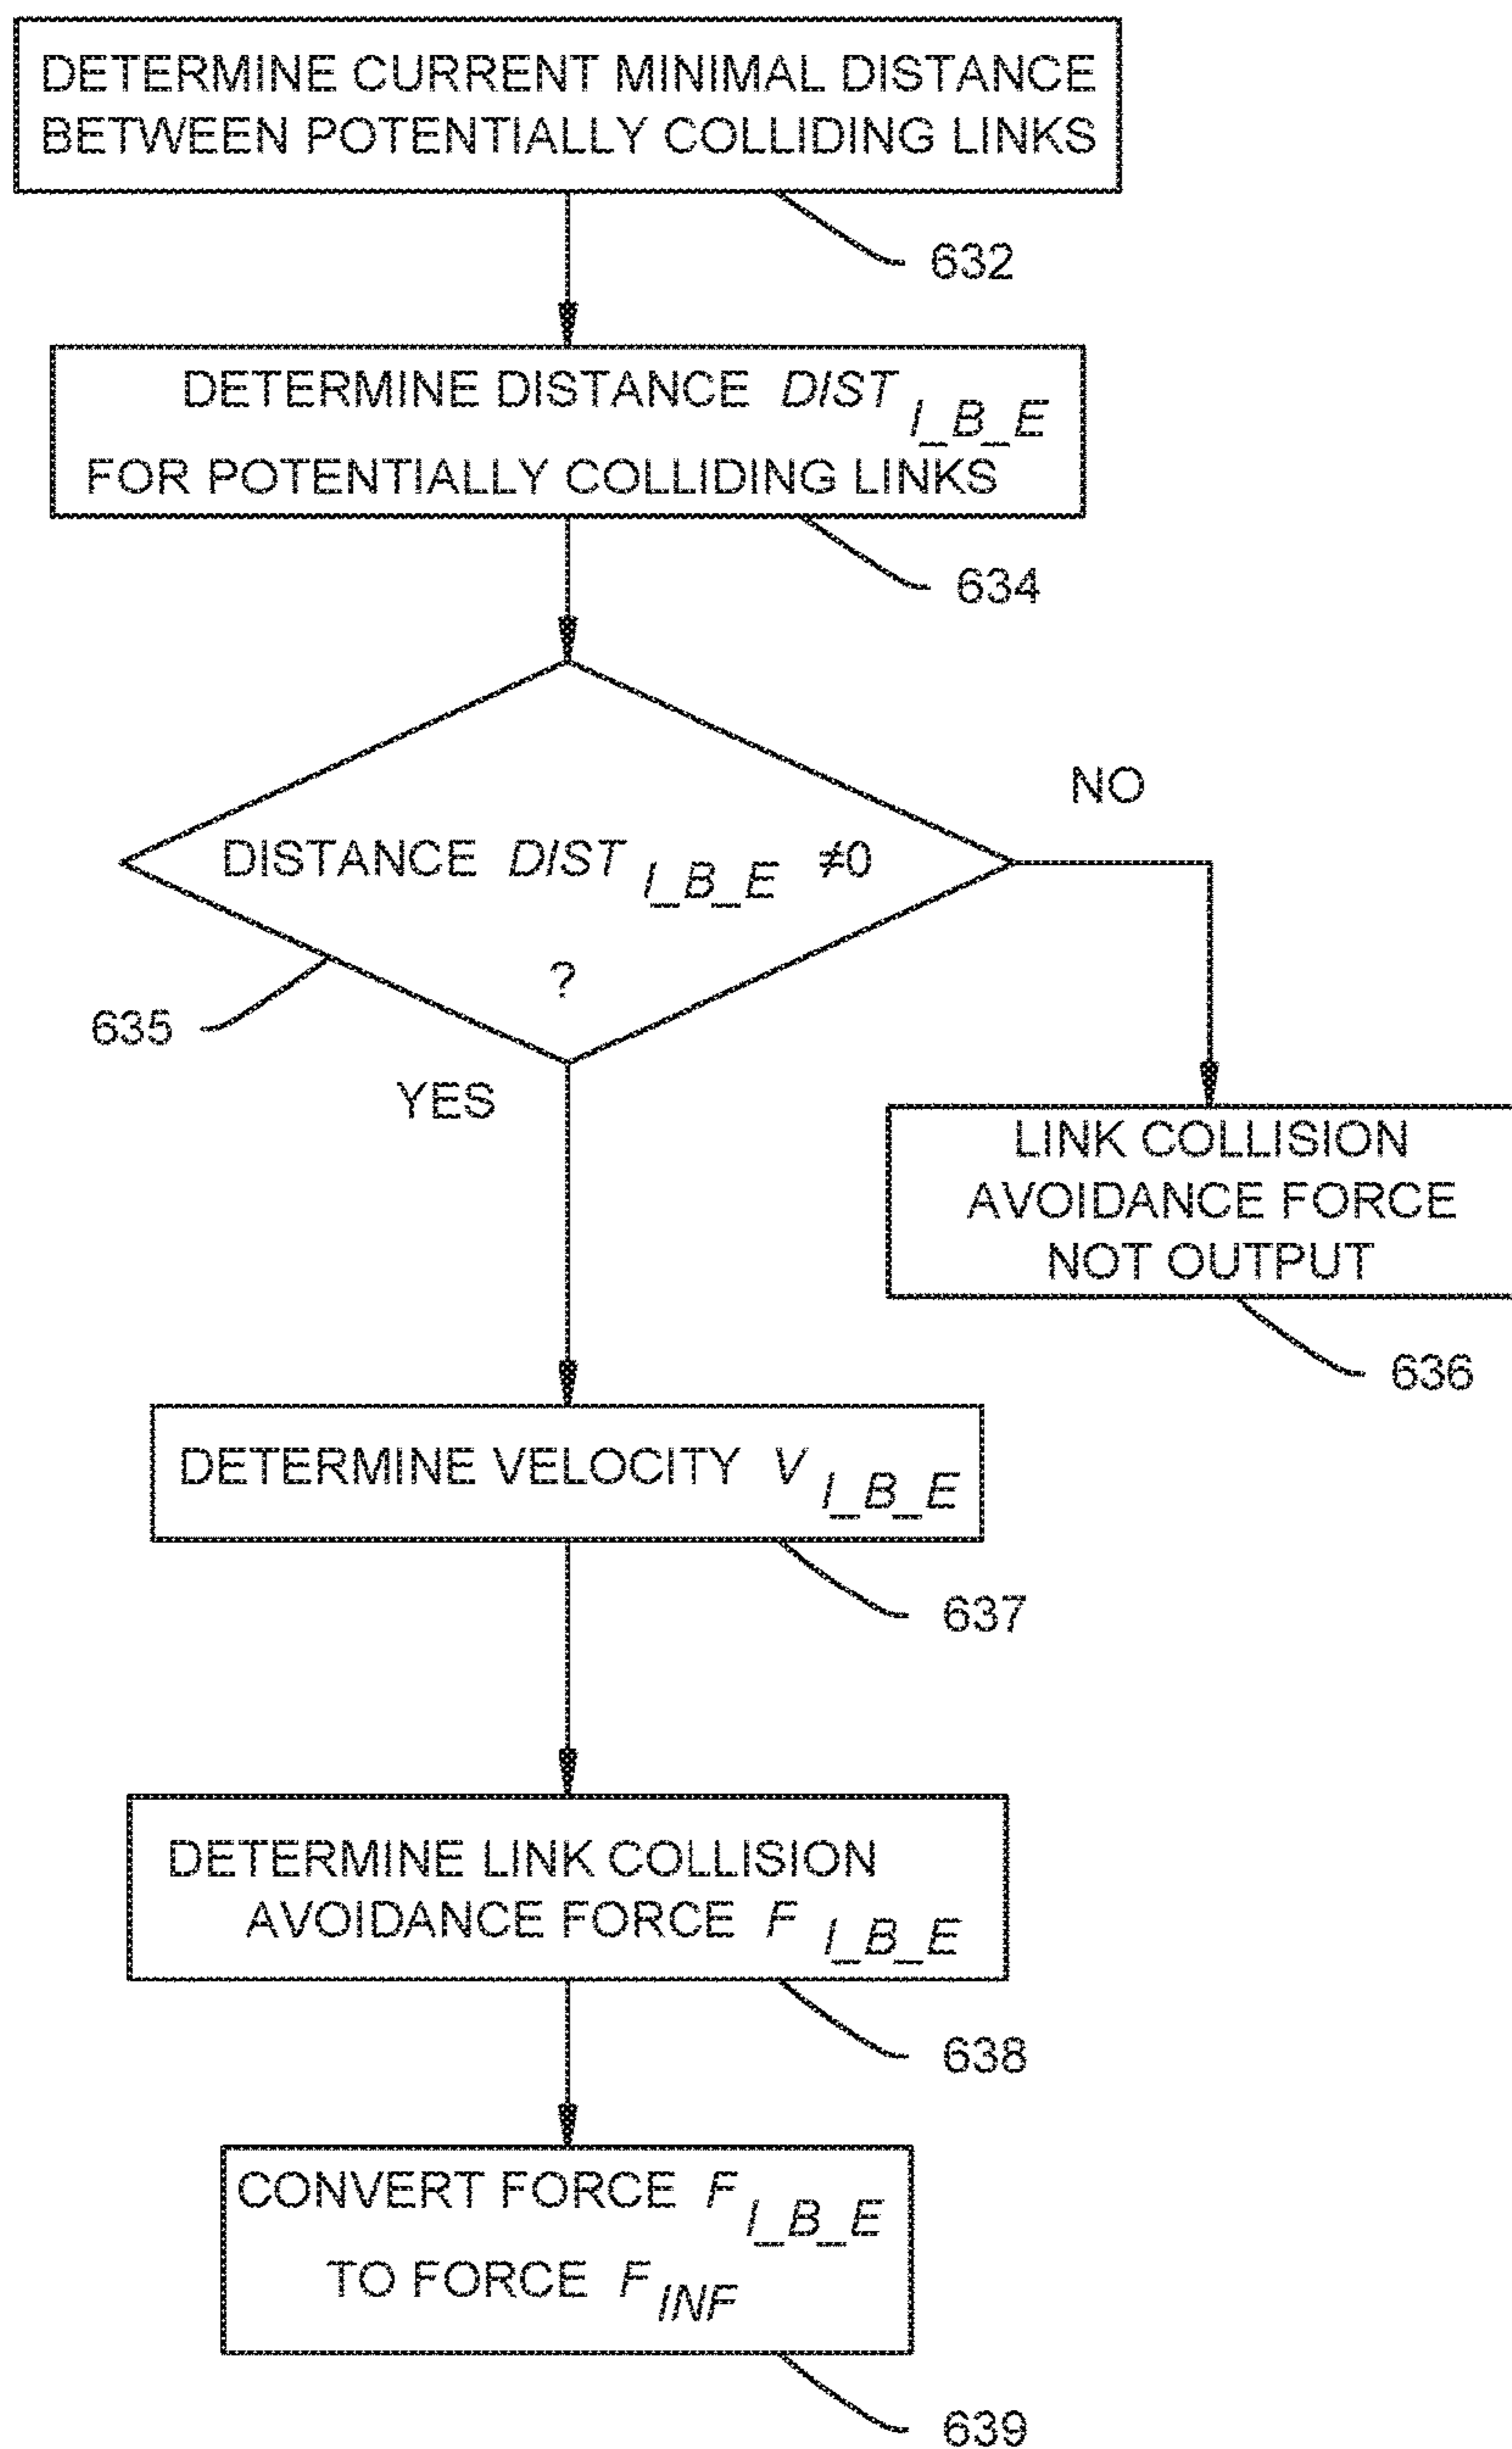 DETERMINE CURRENT MINIMAL DISTANCE
BETWEEN POTENTIALLY COLLIDING LINKS
632
DETERMINE DISTANCE DIST I_B_E
FOR POTENTIALLY COLLIDING LINKS
634
NO
DISTANCE DIST I_B_E ≠0
?
635
YES
LINK COLLISION
AVOIDANCE FORCE
NOT OUTPUT
636
DETERMINE VELOCITY V I_B_E
637
DETERMINE LINK COLLISION
AVOIDANCE FORCE F I_B_E
638
CONVERT FORCE F I_B_E
TO FORCE F INF
639